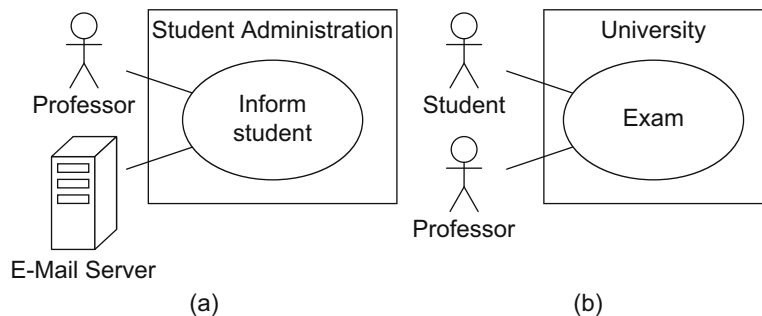 Student Administration
Professor
Inform
student
E-Mail Server
(a)
University
Student
Exam
Professor
(b)